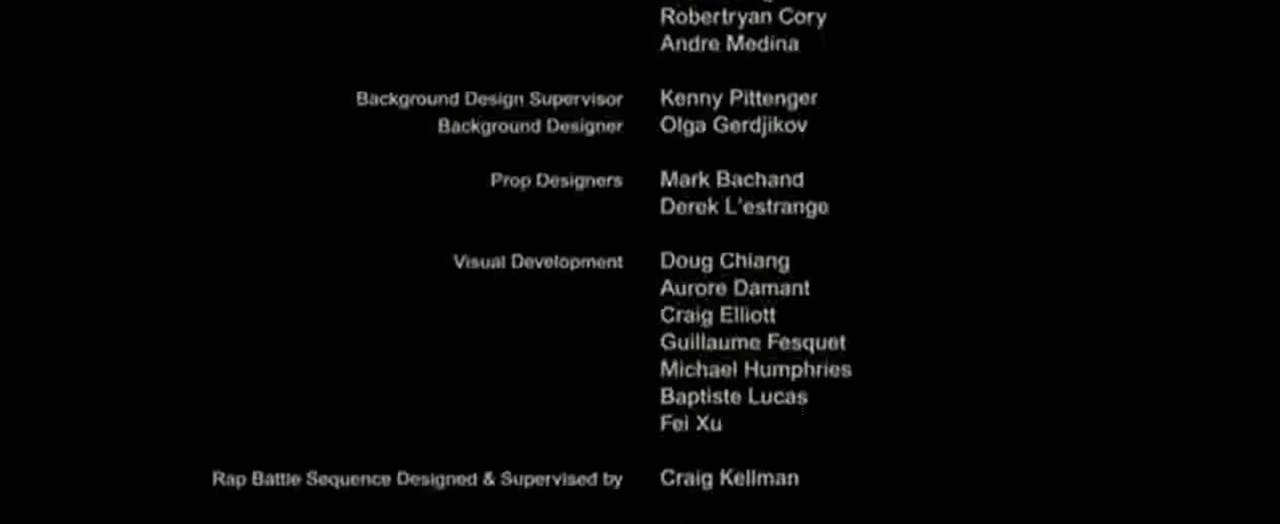 Robertryan Cory
Andre Medina
Background Design Supervisor Kenny Pittenger
Background Designer Olga Gerdjikov
Prop Designers Mark Bachand
Derek L'estrange
Visual Development Doug Chiang
Aurore Damant
Craig Elliott
Guillaume Fesquet
Michael Humphries
Baptiste Lucas
Fei Xu
Rap Battle Sequence Designed & Supervised by Craig Kellman